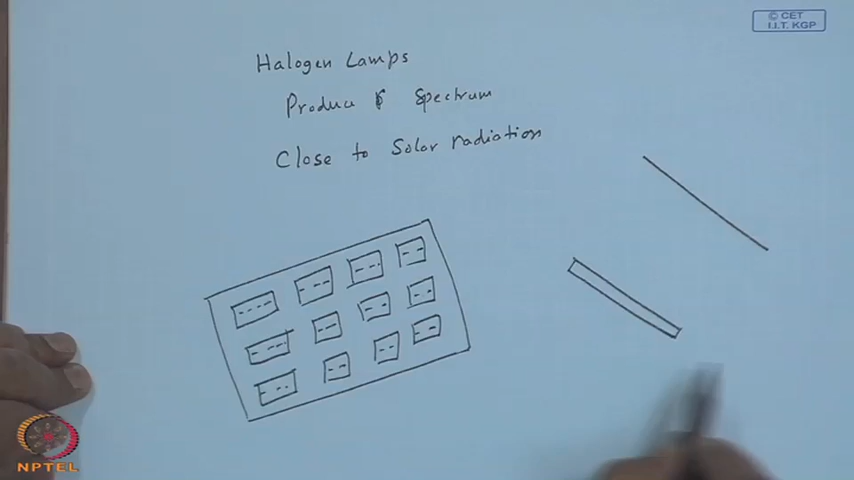 © CET
I.I.T. KGP
Halogen Lamps
Produce Spectrum
Close to Solar radiation
NPTEL